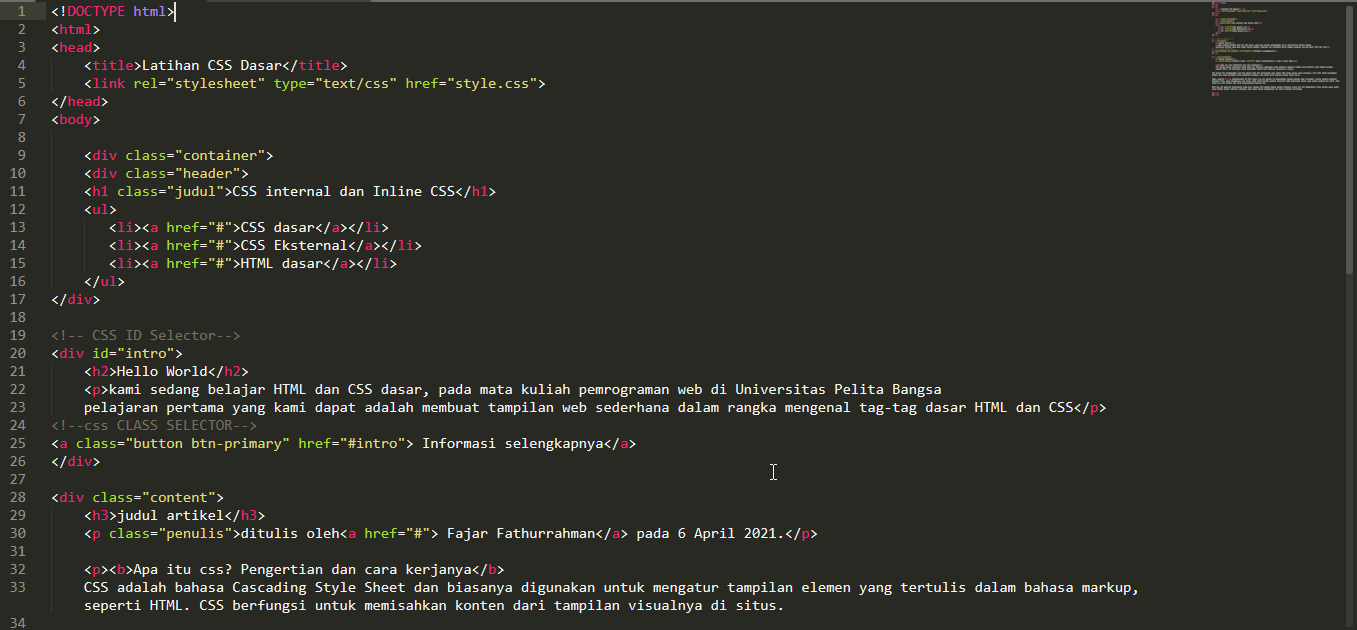 1 <!DOCTYPE html>
2 <html>
3 <head>
4     <title>Latihan CSS Dasar</title>
5     <link rel="stylesheet" type="text/css" href="style.css">
6 </head>
7 <body>
8
9     <div class="container">
10     <div class="header">
11     <h1 class="judul">CSS internal dan Inline CSS</h1>
12     <ul>
13        <li><a href="#">CSS dasar</a></li>
14        <li><a href="#">CSS Eksternal</a></li>
15        <li><a href="#">HTML dasar</a></li>
16     </ul>
17 </div>
18
19 <!-- CSS ID Selector-->
20 <div id="intro">
21     <h2>Hello World</h2>
22     <p>kami sedang belajar HTML dan CSS dasar, pada mata kuliah pemrograman web di Universitas Pelita Bangsa
23     pelajaran pertama yang kami dapat adalah membuat tampilan web sederhana dalam rangka mengenal tag-tag dasar HTML dan CSS</p>
24 <!--css CLASS SELECTOR-->
25 <a class="button btn-primary" href="#intro"> Informasi selengkapnya</a>
26 </div>
27
28 <div class="content">
29     <h3>judul artikel</h3>
30     <p class="penulis">ditulis oleh<a href="#"> Fajar Fathurrahman</a> pada 6 April 2021.</p>
31
32     <p><b>Apa itu css? Pengertian dan cara kerjanya</b>
33     CSS adalah bahasa Cascading Style Sheet dan biasanya digunakan untuk mengatur tampilan elemen yang tertulis dalam bahasa markup,
    seperti HTML. CSS berfungsi untuk memisahkan konten dari tampilan visualnya di situs.
34